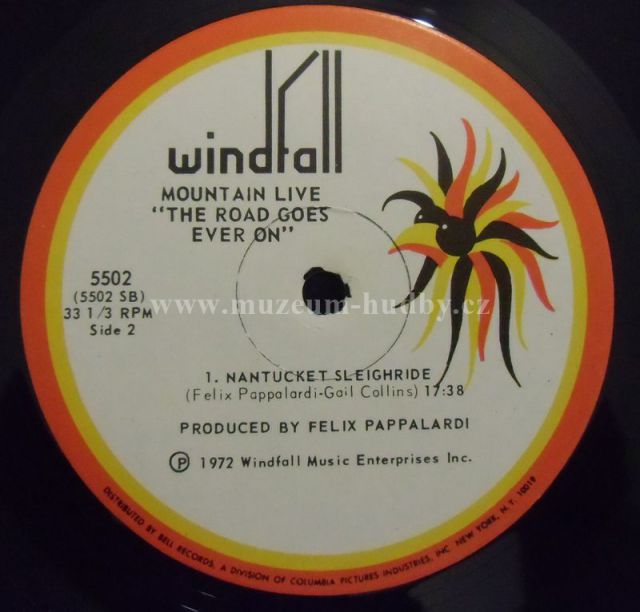 windfall
MOUNTAIN LIVE
"THE ROAD GOES
EVER ON"
5502
(5502 SB)
33 1/3 RPM
Side 2
www.muzeum-hudby.cz
1. NANTUCKET SLEIGHRIDE
(Felix Pappalardi-Gail Collins) 17:38
PRODUCED BY FELIX PAPPALARDI
℗ 1972 Windfall Music Enterprises Inc.
DISTRIBUTED BY BELL RECORDS, A DIVISION OF COLUMBIA PICTURES INDUSTRIES, INC. NEW YORK, N.Y. 10019